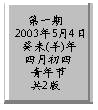 第一期
2003年5月4日
癸未(羊)年
四月初四
青年节
共2版